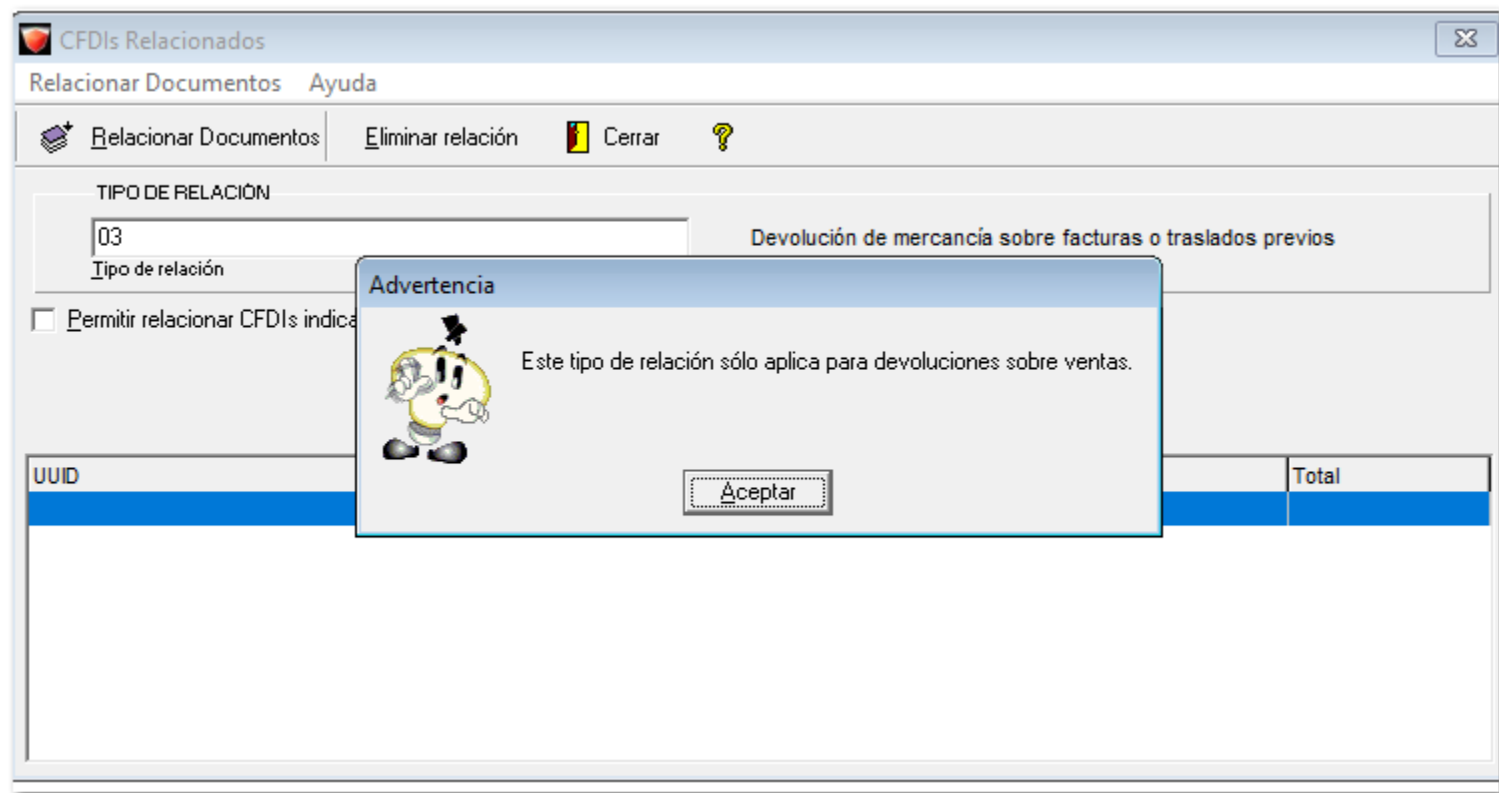 CFDIs Relacionados
Relacionar Documentos Ayuda
Relacionar Documentos Eliminar relación Cerrar
TIPO DE RELACIÓN
03 Devolución de mercancía sobre facturas o traslados previos
Tipo de relación
Advertencia
Permitir relacionar CFDIs indica
Este tipo de relación sólo aplica para devoluciones sobre ventas.
UUID Total
Aceptar